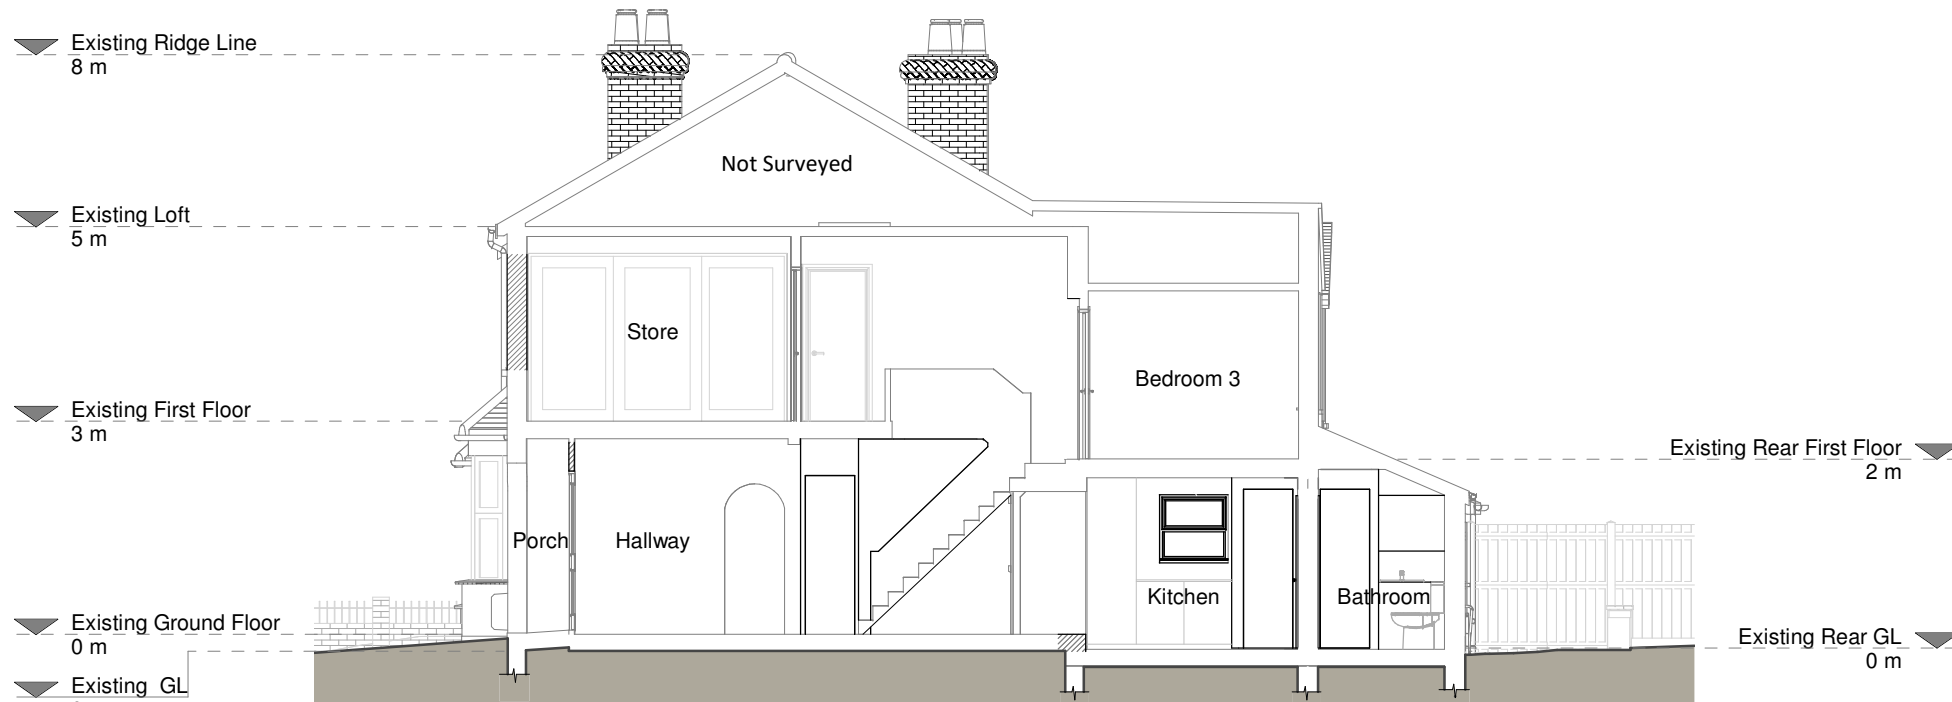 Existing Ridge Line
8 m
Not Surveyed
Existing Loft
5 m
Store
Bedroom 3
Existing First Floor
3 m
Existing Rear First Floor
2 m
Porch
Hallway
Kitchen
Bathroom
Existing Ground Floor
0 m
Existing Rear GL
0 m
Existing GL